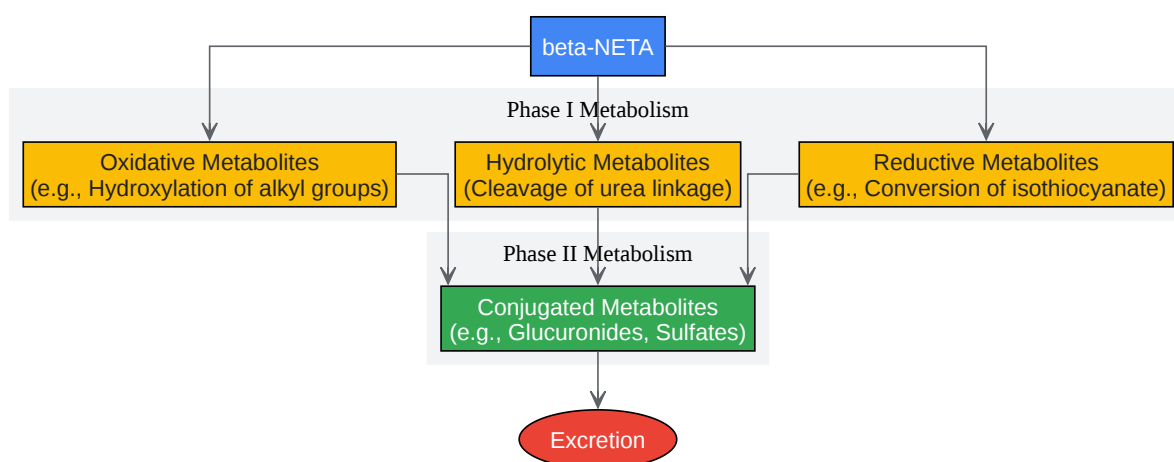 beta-NETA
Phase I Metabolism
Oxidative Metabolites
(e.g., Hydroxylation of alkyl groups)
Hydrolytic Metabolites
(Cleavage of urea linkage)
Reductive Metabolites
(e.g., Conversion of isothiocyanate)
Phase II Metabolism
Conjugated Metabolites
(e.g., Glucuronides, Sulfates)
Excretion